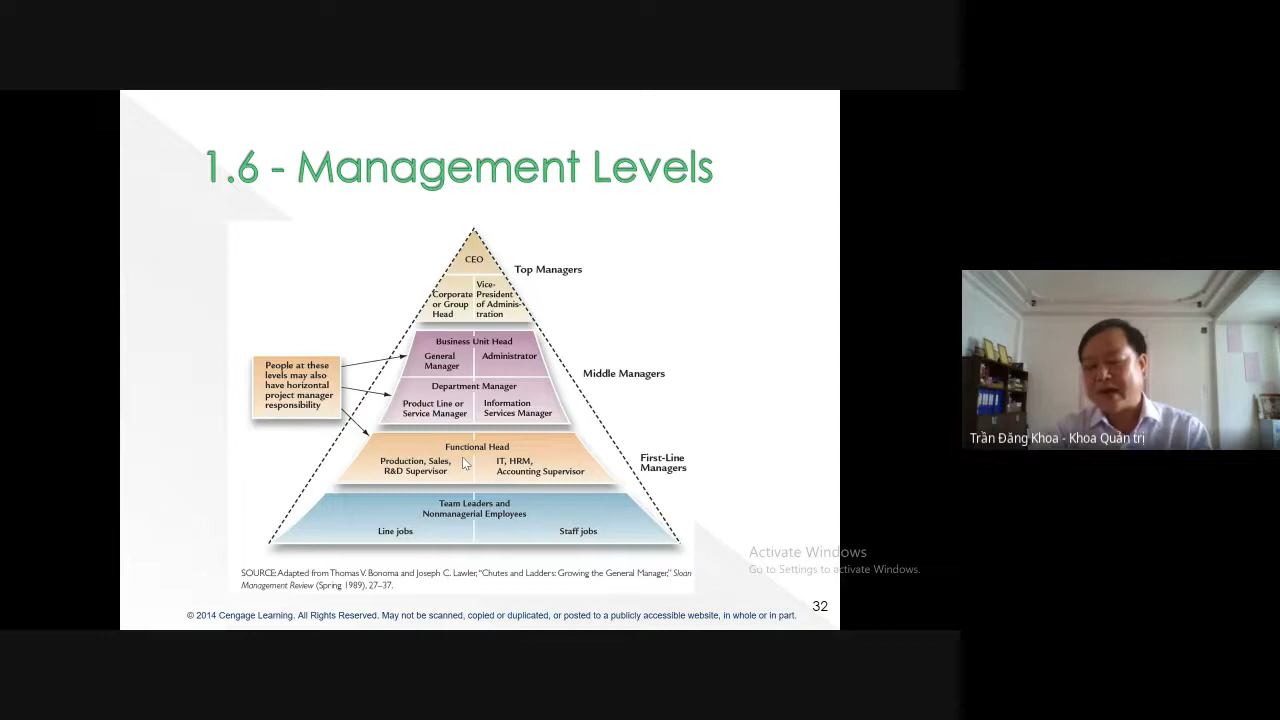 1.6 - Management Levels
CEO
Top Managers
Corporate
or Group
Head
Vice-
President
of Adminis-
tration
Business Unit Head
General
Manager
Administrator
Middle Managers
Department Manager
Product Line or
Service Manager
Information
Services Manager
People at these
levels may also
have horizontal
project manager
responsibility
Functional Head
Production, Sales,
R&D Supervisor
IT, HRM,
Accounting Supervisor
First-Line
Managers
Team Leaders and
Nonmanagerial Employees
Line jobs
Staff jobs
SOURCE: Adapted from Thomas V. Bonoma and Joseph C. Lawler, “Chutes and Ladders: Growing the General Manager,” Sloan
Management Review (Spring 1989), 27–37.
© 2014 Cengage Learning. All Rights Reserved. May not be scanned, copied or duplicated, or posted to a publicly accessible website, in whole or in part.
32
Activate Windows
Go to Settings to activate Windows.
Trần Đăng Khoa - Khoa Quản trị